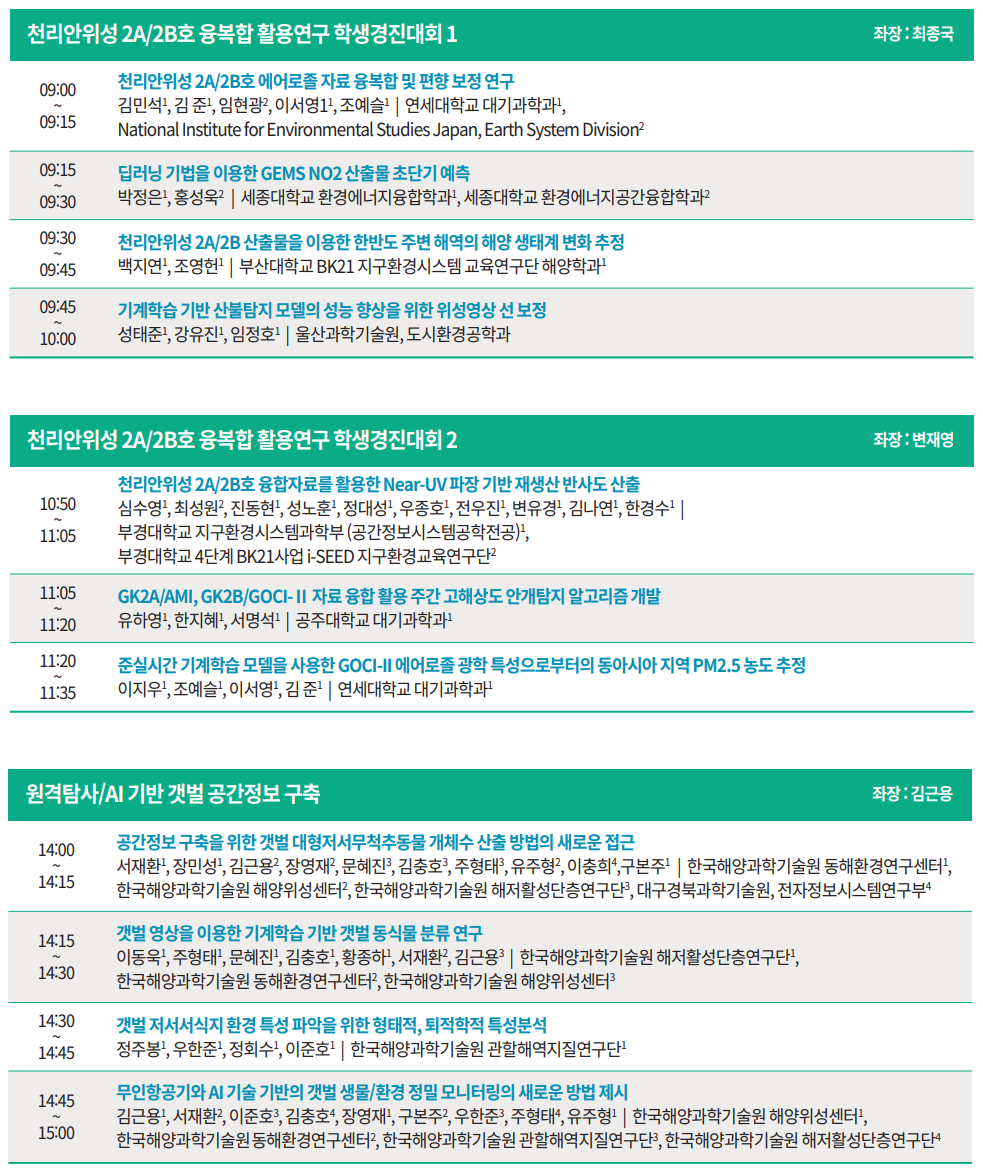 천리안위성 2A/2B호 융복합 활용연구 학생경진대회 1 좌장 : 최종국
09:00
~
09:15
천리안위성 2A/2B호 에어로졸 자료 융복합 및 편향 보정 연구
김민석¹, 김 준¹, 임현광², 이서영1¹, 조예슬¹ | 연세대학교 대기과학과¹,
National Institute for Environmental Studies Japan, Earth System Division²
09:15
~
09:30
딥러닝 기법을 이용한 GEMS NO2 산출물 초단기 예측
박정은¹, 홍성욱² | 세종대학교 환경에너지융합학과¹, 세종대학교 환경에너지공간융합학과²
09:30
~
09:45
천리안위성 2A/2B 산출물을 이용한 한반도 주변 해역의 해양 생태계 변화 추정
백지연¹, 조영헌¹ | 부산대학교 BK21 지구환경시스템 교육연구단 해양학과¹
09:45
~
10:00
기계학습 기반 산불탐지 모델의 성능 향상을 위한 위성영상 선 보정
성태준¹, 강유진¹, 임정호¹ | 울산과학기술원, 도시환경공학과
천리안위성 2A/2B호 융복합 활용연구 학생경진대회 2 좌장 : 변재영
10:50
~
11:05
천리안위성 2A/2B호 융합자료를 활용한 Near-UV 파장 기반 재생산 반사도 산출
심수영¹, 최성원², 진동현¹, 성노훈¹, 정대성¹, 우종호¹, 전우진¹, 변유경¹, 김나연¹, 한경수¹ |
부경대학교 지구환경시스템과학부 (공간정보시스템공학전공)¹,
부경대학교 4단계 BK21사업 i-SEED 지구환경교육연구단²
11:05
~
11:20
GK2A/AMI, GK2B/GOCI-Ⅱ 자료 융합 활용 주간 고해상도 안개탐지 알고리즘 개발
유하영¹, 한지혜¹, 서명석¹ | 공주대학교 대기과학과¹
11:20
~
11:35
준실시간 기계학습 모델을 사용한 GOCI-II 에어로졸 광학 특성으로부터의 동아시아 지역 PM2.5 농도 추정
이지우¹, 조예슬¹, 이서영¹, 김 준¹ | 연세대학교 대기과학과¹
원격탐사/AI 기반 갯벌 공간정보 구축 좌장 : 김근용
14:00
~
14:15
공간정보 구축을 위한 갯벌 대형저서무척추동물 개체수 산출 방법의 새로운 접근
서재환¹, 장민성¹, 김근용², 장영재², 문혜진³, 김충호³, 주형태³, 유주형², 이충희⁴,구본주¹ | 한국해양과학기술원 동해환경연구센터¹,
한국해양과학기술원 해양위성센터², 한국해양과학기술원 해저활성단층연구단³, 대구경북과학기술원, 전자정보시스템연구부⁴
14:15
~
14:30
갯벌 영상을 이용한 기계학습 기반 갯벌 동식물 분류 연구
이동욱¹, 주형태¹, 문혜진¹, 김충호¹, 황종하¹, 서재환², 김근용³ | 한국해양과학기술원 해저활성단층연구단¹,
한국해양과학기술원 동해환경연구센터², 한국해양과학기술원 해양위성센터³
14:30
~
14:45
갯벌 저서서식지 환경 특성 파악을 위한 형태적, 퇴적학적 특성분석
정주봉¹, 우한준¹, 정회수¹, 이준호¹ | 한국해양과학기술원 관할해역지질연구단¹
14:45
~
15:00
무인항공기와 AI 기술 기반의 갯벌 생물/환경 정밀 모니터링의 새로운 방법 제시
김근용¹, 서재환², 이준호³, 김충호⁴, 장영재¹, 구본주², 우한준³, 주형태⁴, 유주형¹ | 한국해양과학기술원 해양위성센터¹,
한국해양과학기술원 동해환경연구센터², 한국해양과학기술원 관할해역지질연구단³, 한국해양과학기술원 해저활성단층연구단⁴